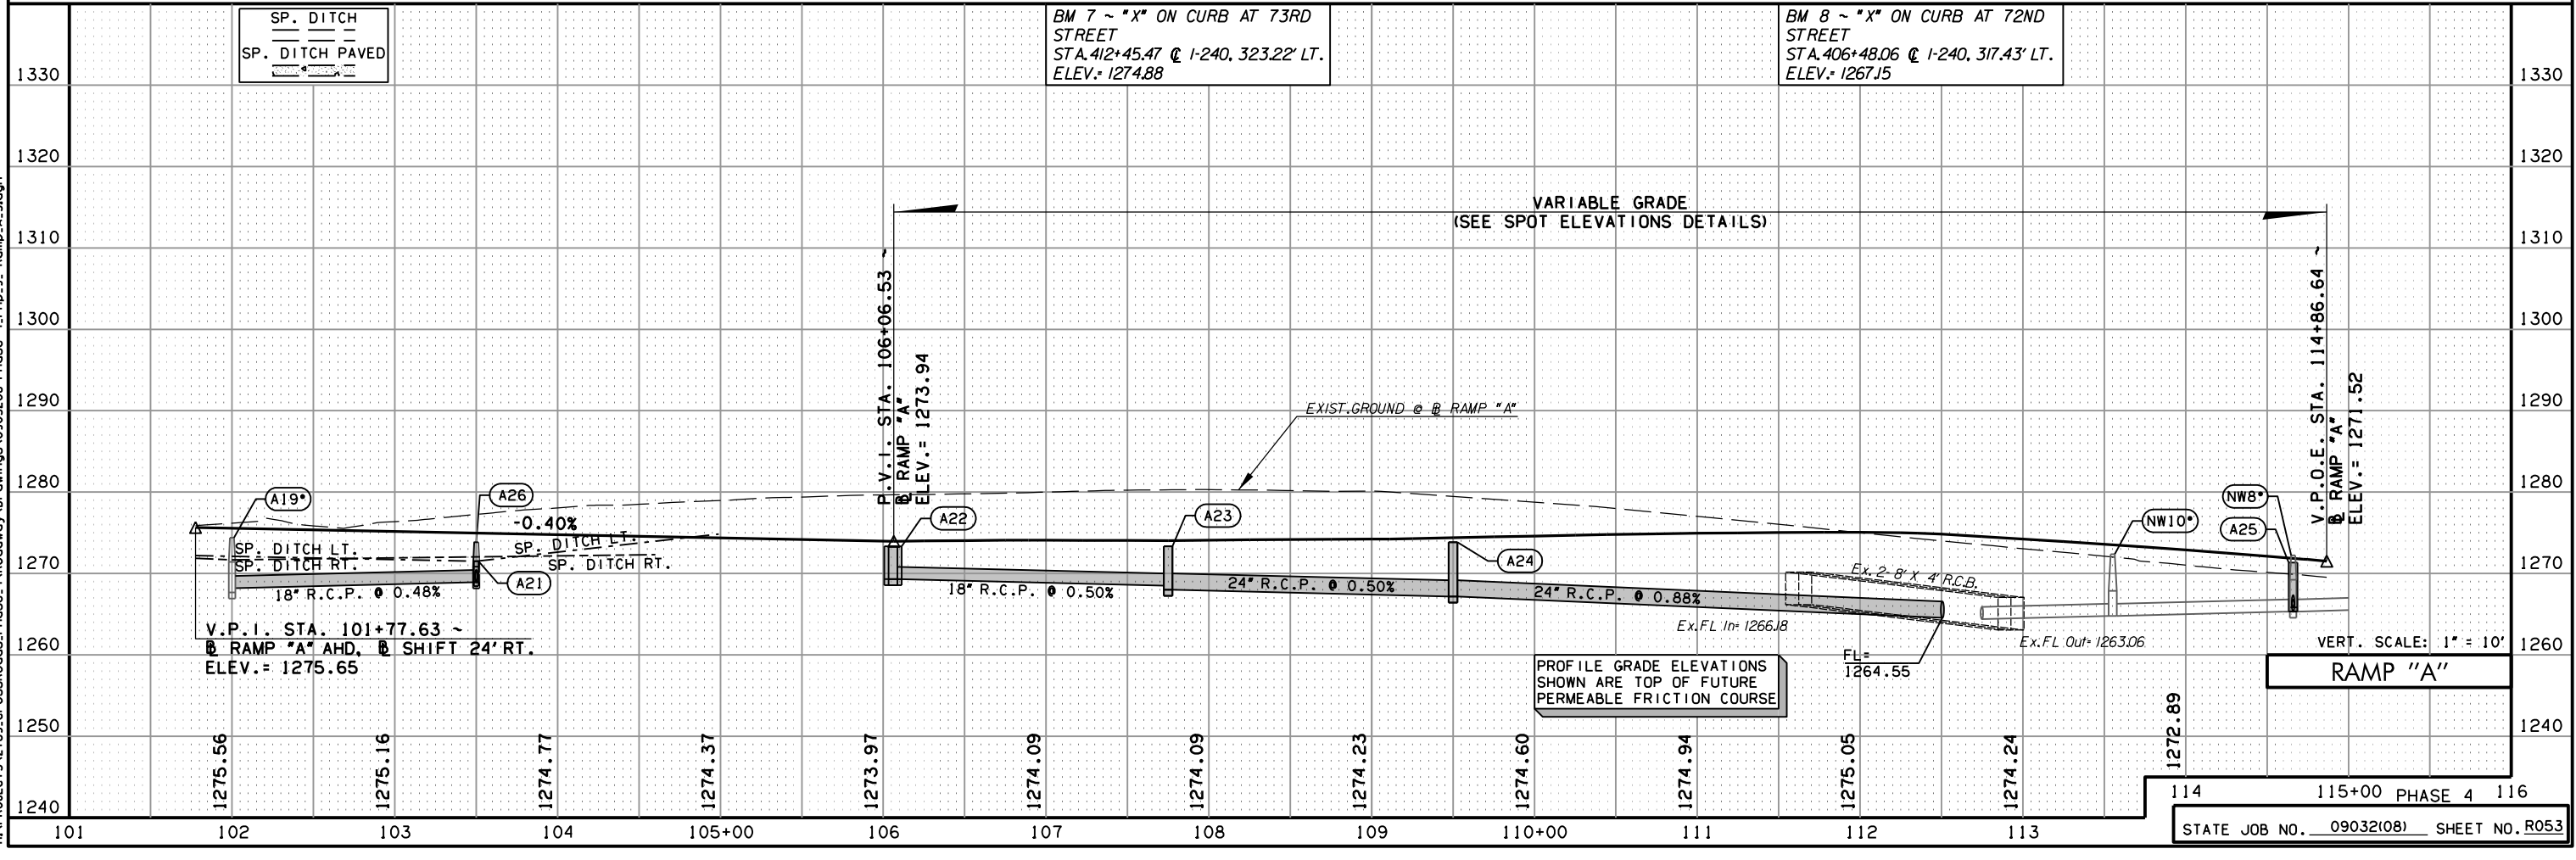 SP. DITCH
SP. DITCH PAVED
BM 7 ~ "X" ON CURB AT 73RD
STREET
STA.412+45.47 ℄ I-240, 323.22' LT.
ELEV.= 1274.88
BM 8 ~ "X" ON CURB AT 72ND
STREET
STA.406+48.06 ℄ I-240, 317.43' LT.
ELEV.= 1267.15
1330
1330
1320
1320
1310
1310
1300
1300
1290
1290
1280
1280
1270
1270
1260
1260
1250
1240
1240
VARIABLE GRADE
(SEE SPOT ELEVATIONS DETAILS)
P.V.I. STA. 106+06.53 ~
BL RAMP "A"
ELEV.= 1273.94
V.P.O.E. STA. 114+86.64 ~
BL RAMP "A"
ELEV.= 1271.52
EXIST.GROUND @ BL RAMP "A"
A19*
A26
-0.40%
A22
A23
A24
NW10*
NW8*
A25
SP. DITCH LT.
SP. DITCH RT.
SP. DITCH LT.
SP. DITCH RT.
A21
18" R.C.P. @ 0.48%
18" R.C.P. @ 0.50%
24" R.C.P. @ 0.50%
24" R.C.P. @ 0.88%
Ex. 2- 8' X 4' R.C.B.
Ex.FL In= 1266.18
Ex.FL Out= 1263.06
FL=
1264.55
V.P.I. STA. 101+77.63 ~
BL RAMP "A" AHD, BL SHIFT 24' RT.
ELEV.= 1275.65
PROFILE GRADE ELEVATIONS
SHOWN ARE TOP OF FUTURE
PERMEABLE FRICTION COURSE
VERT. SCALE: 1" = 10'
RAMP "A"
1275.56
1275.16
1274.77
1274.37
1273.97
1274.09
1274.09
1274.23
1274.60
1274.94
1275.05
1274.24
1272.89
101 102 103 104 105+00 106 107 108 109 110+00 111 112 113
114 115+00 PHASE 4 116
STATE JOB NO. 09032(08) SHEET NO. R053